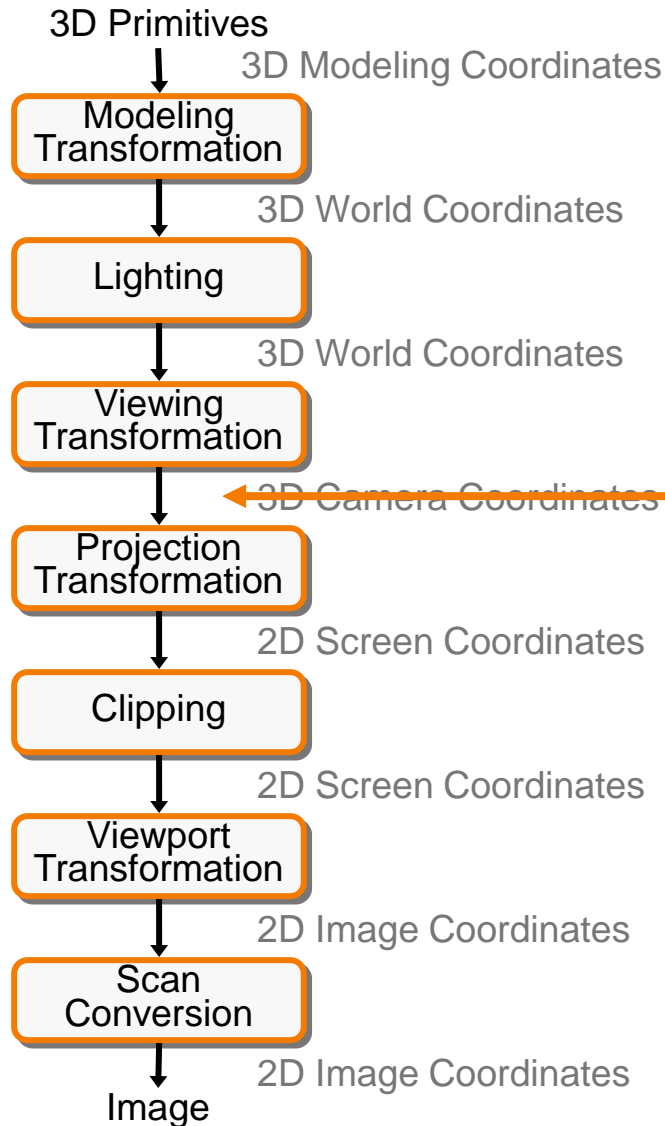 3D Primitives
3D Modeling Coordinates
Modeling
Transformation
3D World Coordinates
Lighting
3D World Coordinates
Viewing
Transformation
3D Camera Coordinates
Projection
Transformation
2D Screen Coordinates
Clipping
2D Screen Coordinates
Viewport
Transformation
2D Image Coordinates
Scan
Conversion
2D Image Coordinates
Image